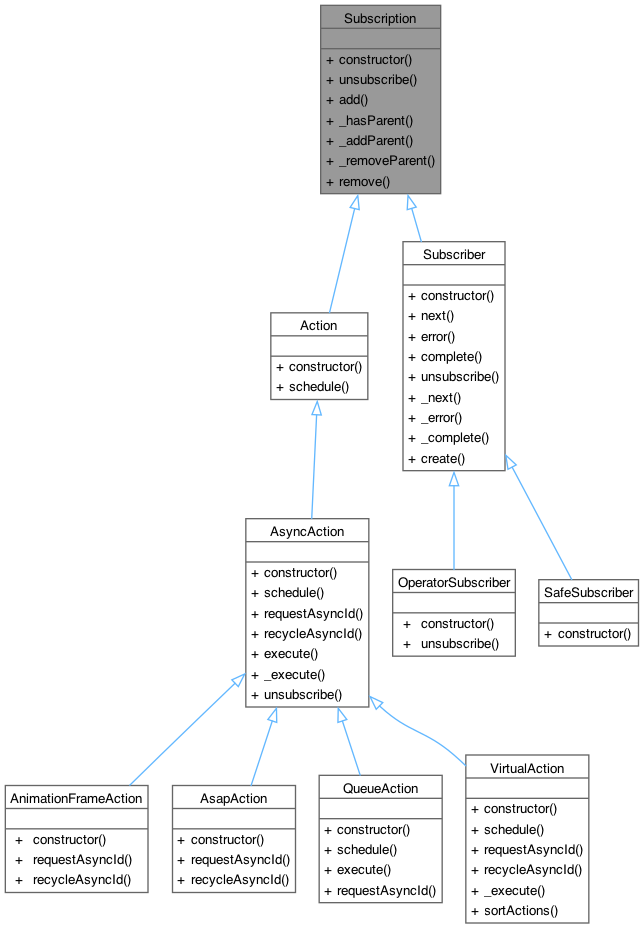 Subscription
+ constructor()
+ unsubscribe()
+ add()
+ _hasParent()
+ _addParent()
+ _removeParent()
+ remove()
Subscriber
+ constructor()
+ next()
+ error()
+ complete()
+ unsubscribe()
+ _next()
+ _error()
+ _complete()
+ create()
Action
+ constructor()
+ schedule()
AsyncAction
+ constructor()
+ schedule()
+ requestAsyncId()
+ recycleAsyncId()
+ execute()
+ _execute()
+ unsubscribe()
OperatorSubscriber
+ constructor()
+ unsubscribe()
SafeSubscriber
+ constructor()
AnimationFrameAction
+ constructor()
+ requestAsyncId()
+ recycleAsyncId()
AsapAction
+ constructor()
+ requestAsyncId()
+ recycleAsyncId()
QueueAction
+ constructor()
+ schedule()
+ execute()
+ requestAsyncId()
VirtualAction
+ constructor()
+ schedule()
+ requestAsyncId()
+ recycleAsyncId()
+ _execute()
+ sortActions()